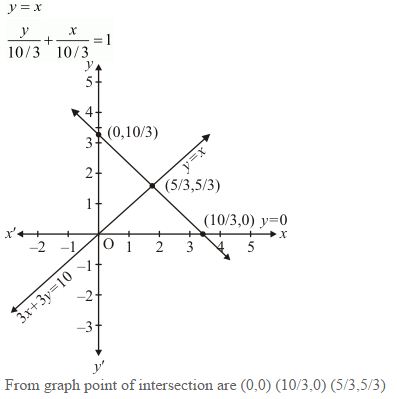 y = x
y/10/3 + x/10/3 = 1
y
5
4
(0,10/3)
3
y=x
2
(5/3,5/3)
1
(10/3,0) y=0
x' –2 –1 O 1 2 3 4 5 x
–1
3x+3y=10
–2
–3
y'
From graph point of intersection are (0,0) (10/3,0) (5/3,5/3)